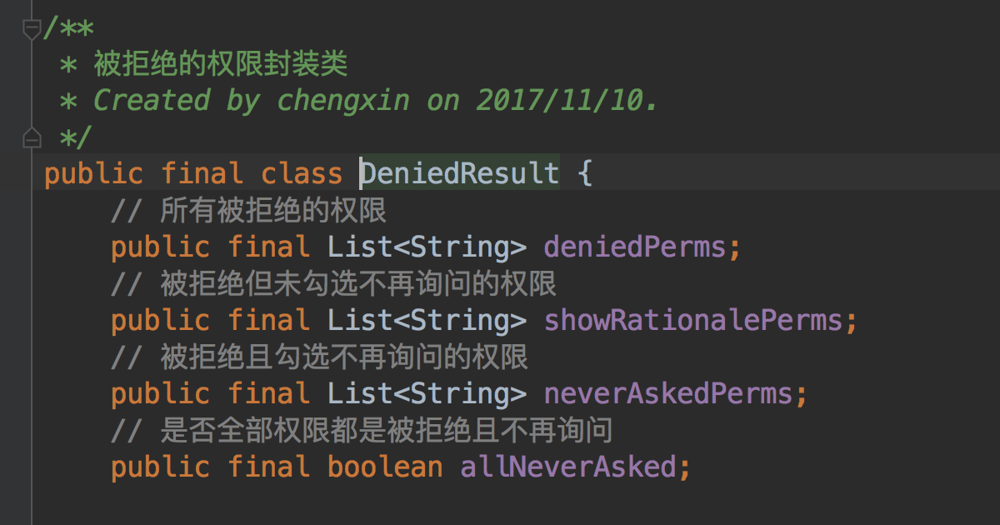 /**
 * 被拒绝的权限封装类
 * Created by chengxin on 2017/11/10.
 */
public final class DeniedResult {
    // 所有被拒绝的权限
    public final List<String> deniedPerms;
    // 被拒绝但未勾选不再询问的权限
    public final List<String> showRationalePerms;
    // 被拒绝且勾选不再询问的权限
    public final List<String> neverAskedPerms;
    // 是否全部权限都是被拒绝且不再询问
    public final boolean allNeverAsked;